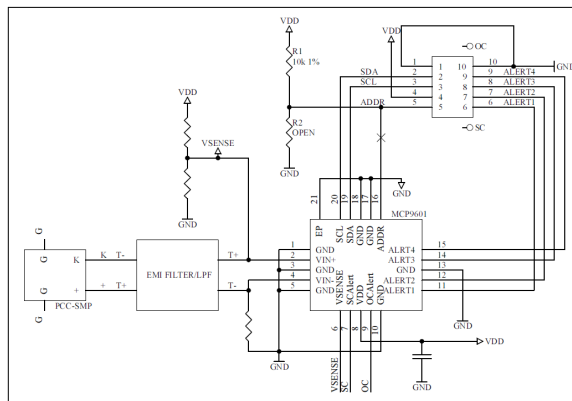 VDD
R1
10k 1%
VDD
OC
1 10 GND
SDA 2 9 ALERT4
SCL 3 8 ALERT3
4 7 ALERT2
ADDR 5 6 ALERT1
SC
VDD
VSENSE
R2
OPEN
GND
GND
GND
21 20 19 18 17 16
EP SCL SDA GND GND ADDR
MCP9601
G
G K K T- EMI FILTER/LPF T+
G + + T+ T-
PCC-SMP
G
1 GND
2 VIN+
3 GND
4 VIN-
5 GND
ALRT4 15
ALRT3 14
GND 13
ALERT2 12
ALERT1 11
VSENSE SCAlert VDD OCAlert GND
6 7 8 9 10
GND
VDD
VSENSE
SC
OC
GND
GND